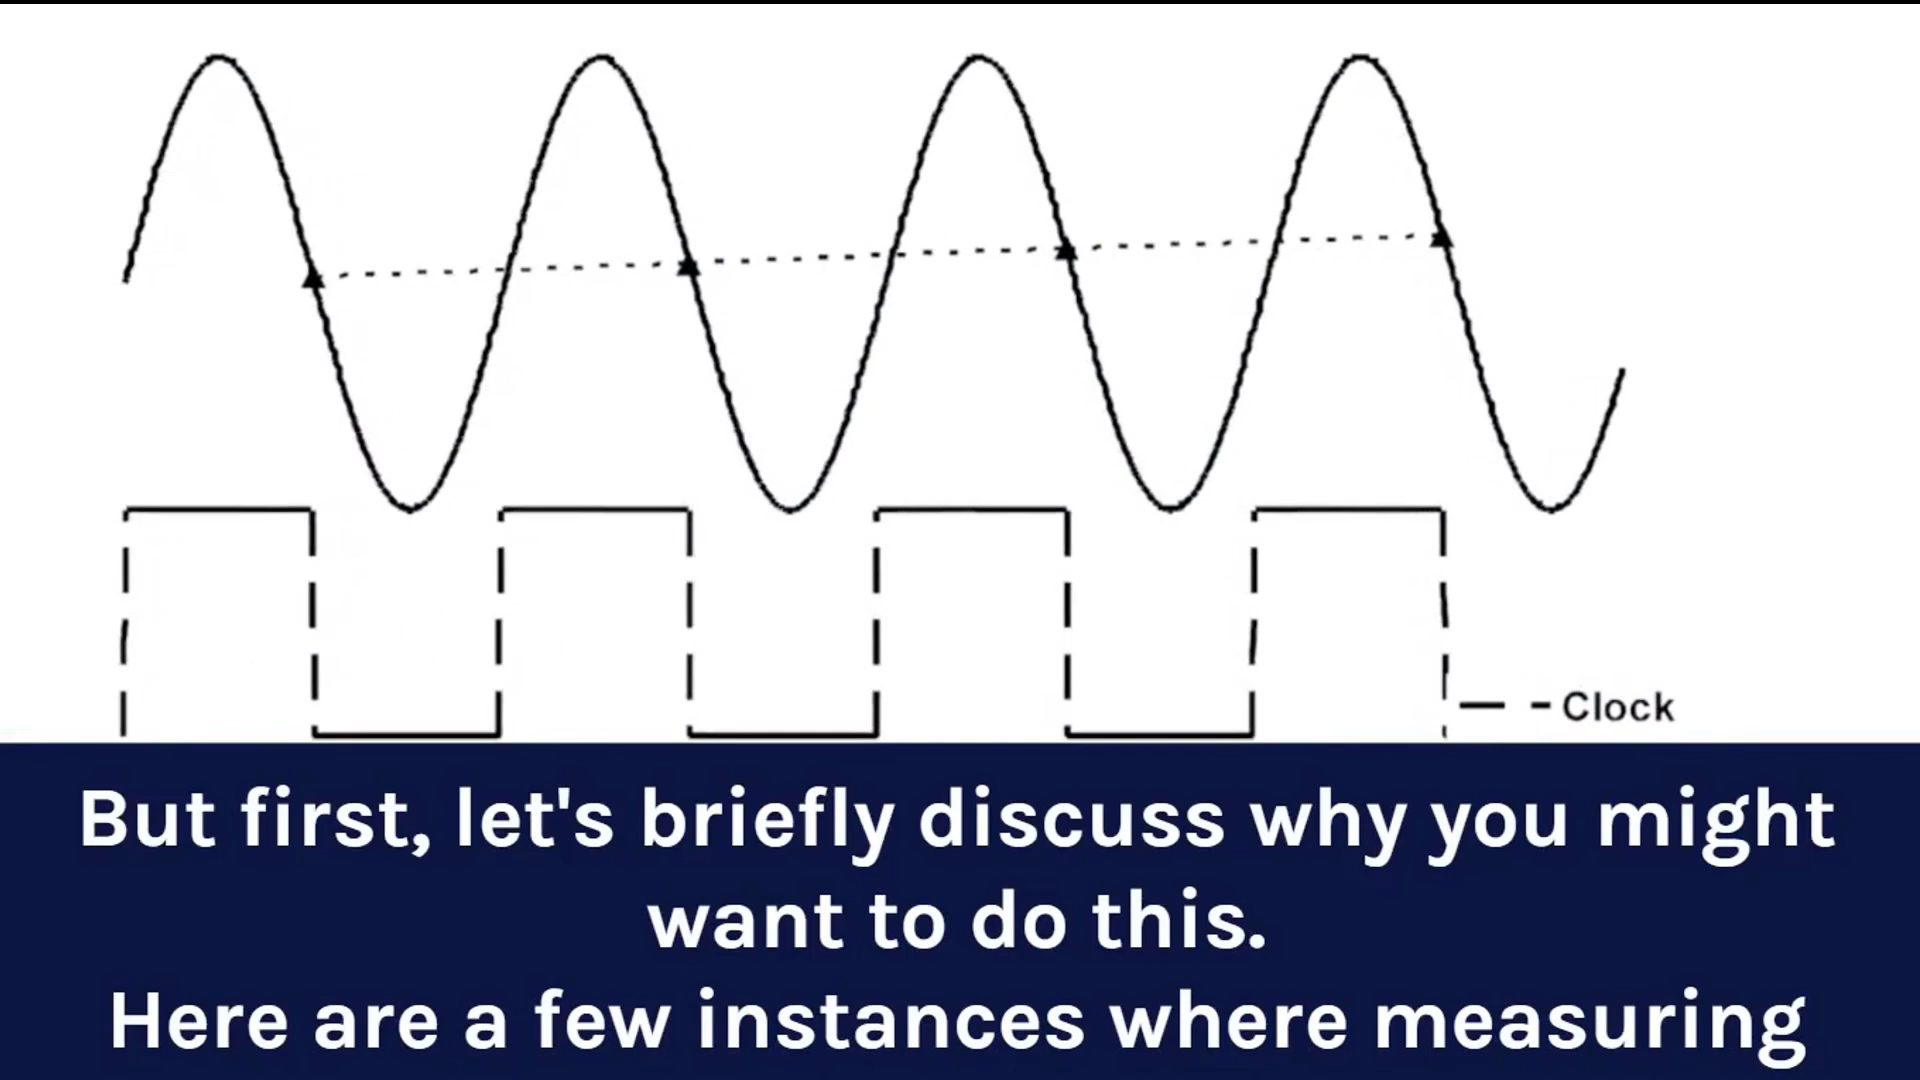 Clock
But first, let's briefly discuss why you might
want to do this.
Here are a few instances where measuring